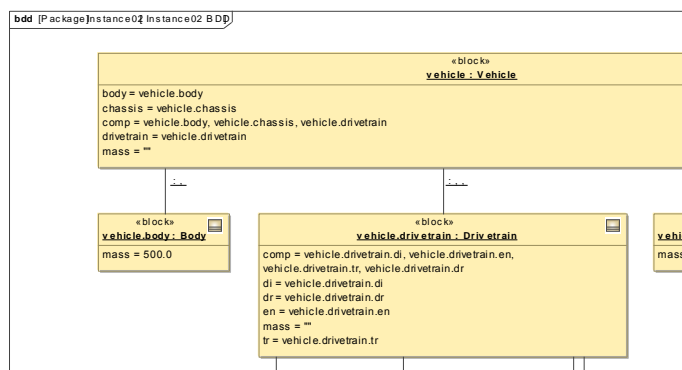 bdd [Package]Instance02[ Instance02 BDD]
«block»
vehicle : Vehicle
body = vehicle.body
chassis = vehicle.chassis
comp = vehicle.body, vehicle.chassis, vehicle.drivetrain
drivetrain = vehicle.drivetrain
mass = ""
: ,
: , ,
«block»
vehicle.body : Body
mass = 500.0
«block»
vehicle.drivetrain : Drivetrain
comp = vehicle.drivetrain.di, vehicle.drivetrain.en,
vehicle.drivetrain.tr, vehicle.drivetrain.dr
di = vehicle.drivetrain.di
dr = vehicle.drivetrain.dr
en = vehicle.drivetrain.en
mass = ""
tr = vehicle.drivetrain.tr
vehi
mass